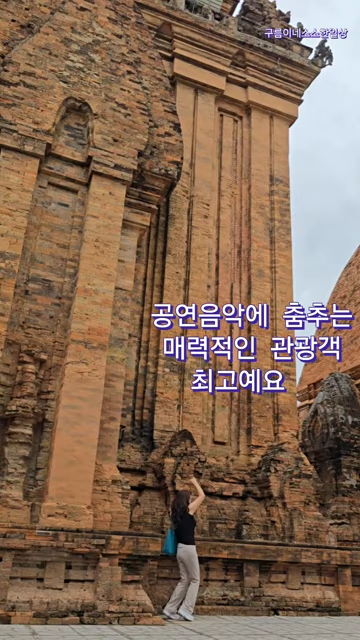 구름이네소소한일상
공연음악에 춤추는
매력적인 관광객
최고예요